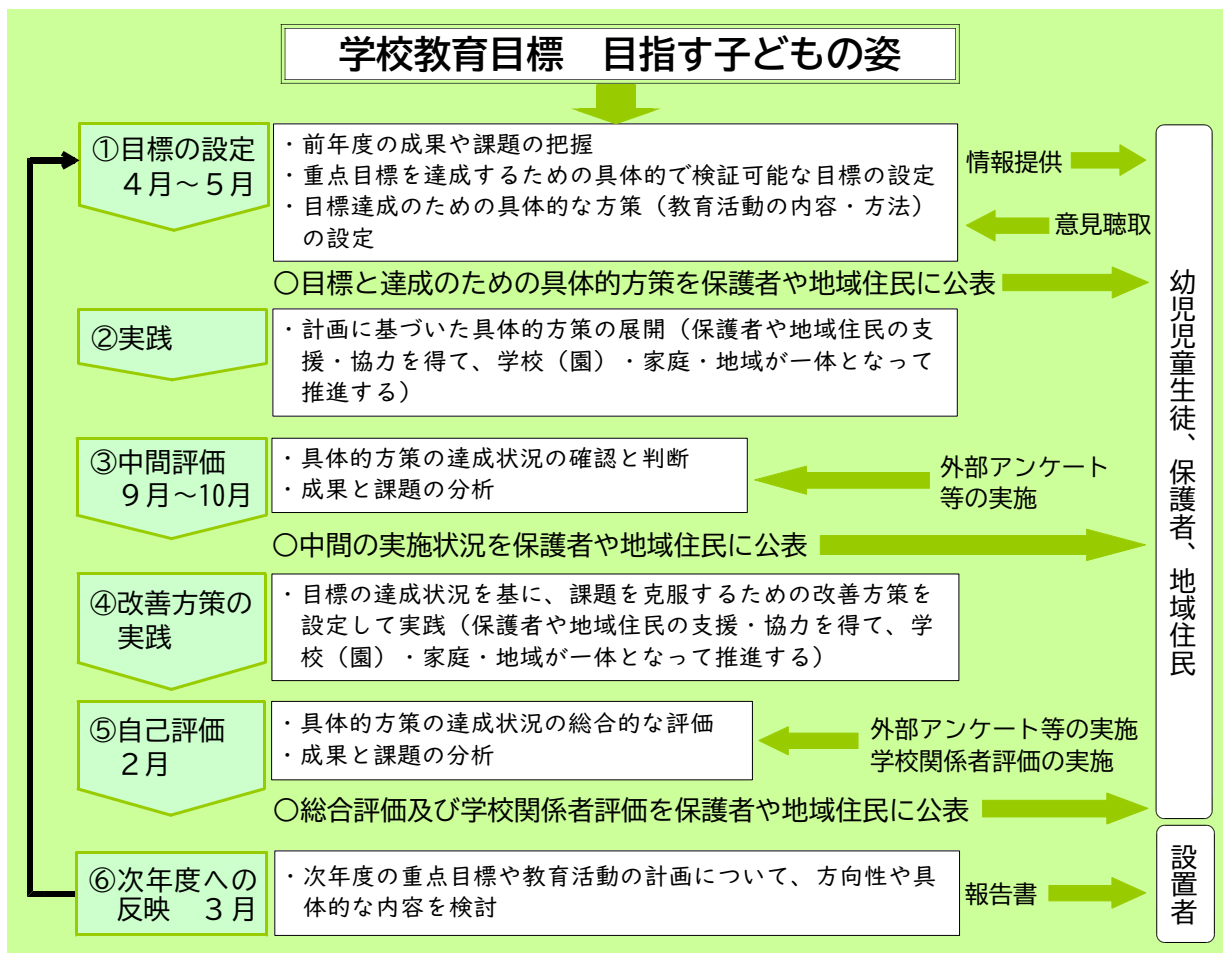 学校教育目標　目指す子どもの姿
①目標の設定
４月～５月
・前年度の成果や課題の把握
・重点目標を達成するための具体的で検証可能な目標の設定
・目標達成のための具体的な方策（教育活動の内容・方法）
の設定
情報提供
意見聴取
○目標と達成のための具体的方策を保護者や地域住民に公表
②実践
・計画に基づいた具体的方策の展開（保護者や地域住民の支
援・協力を得て、学校（園）・家庭・地域が一体となって
推進する）
③中間評価
９月～10月
・具体的方策の達成状況の確認と判断
・成果と課題の分析
外部アンケート
等の実施
○中間の実施状況を保護者や地域住民に公表
④改善方策の
実践
・目標の達成状況を基に、課題を克服するための改善方策を
設定して実践（保護者や地域住民の支援・協力を得て、学
校（園）・家庭・地域が一体となって推進する）
⑤自己評価
２月
・具体的方策の達成状況の総合的な評価
・成果と課題の分析
外部アンケート等の実施
学校関係者評価の実施
○総合評価及び学校関係者評価を保護者や地域住民に公表
⑥次年度への
反映　３月
・次年度の重点目標や教育活動の計画について、方向性や具
体的な内容を検討
報告書
幼児児童生徒、保護者、地域住民
設置者